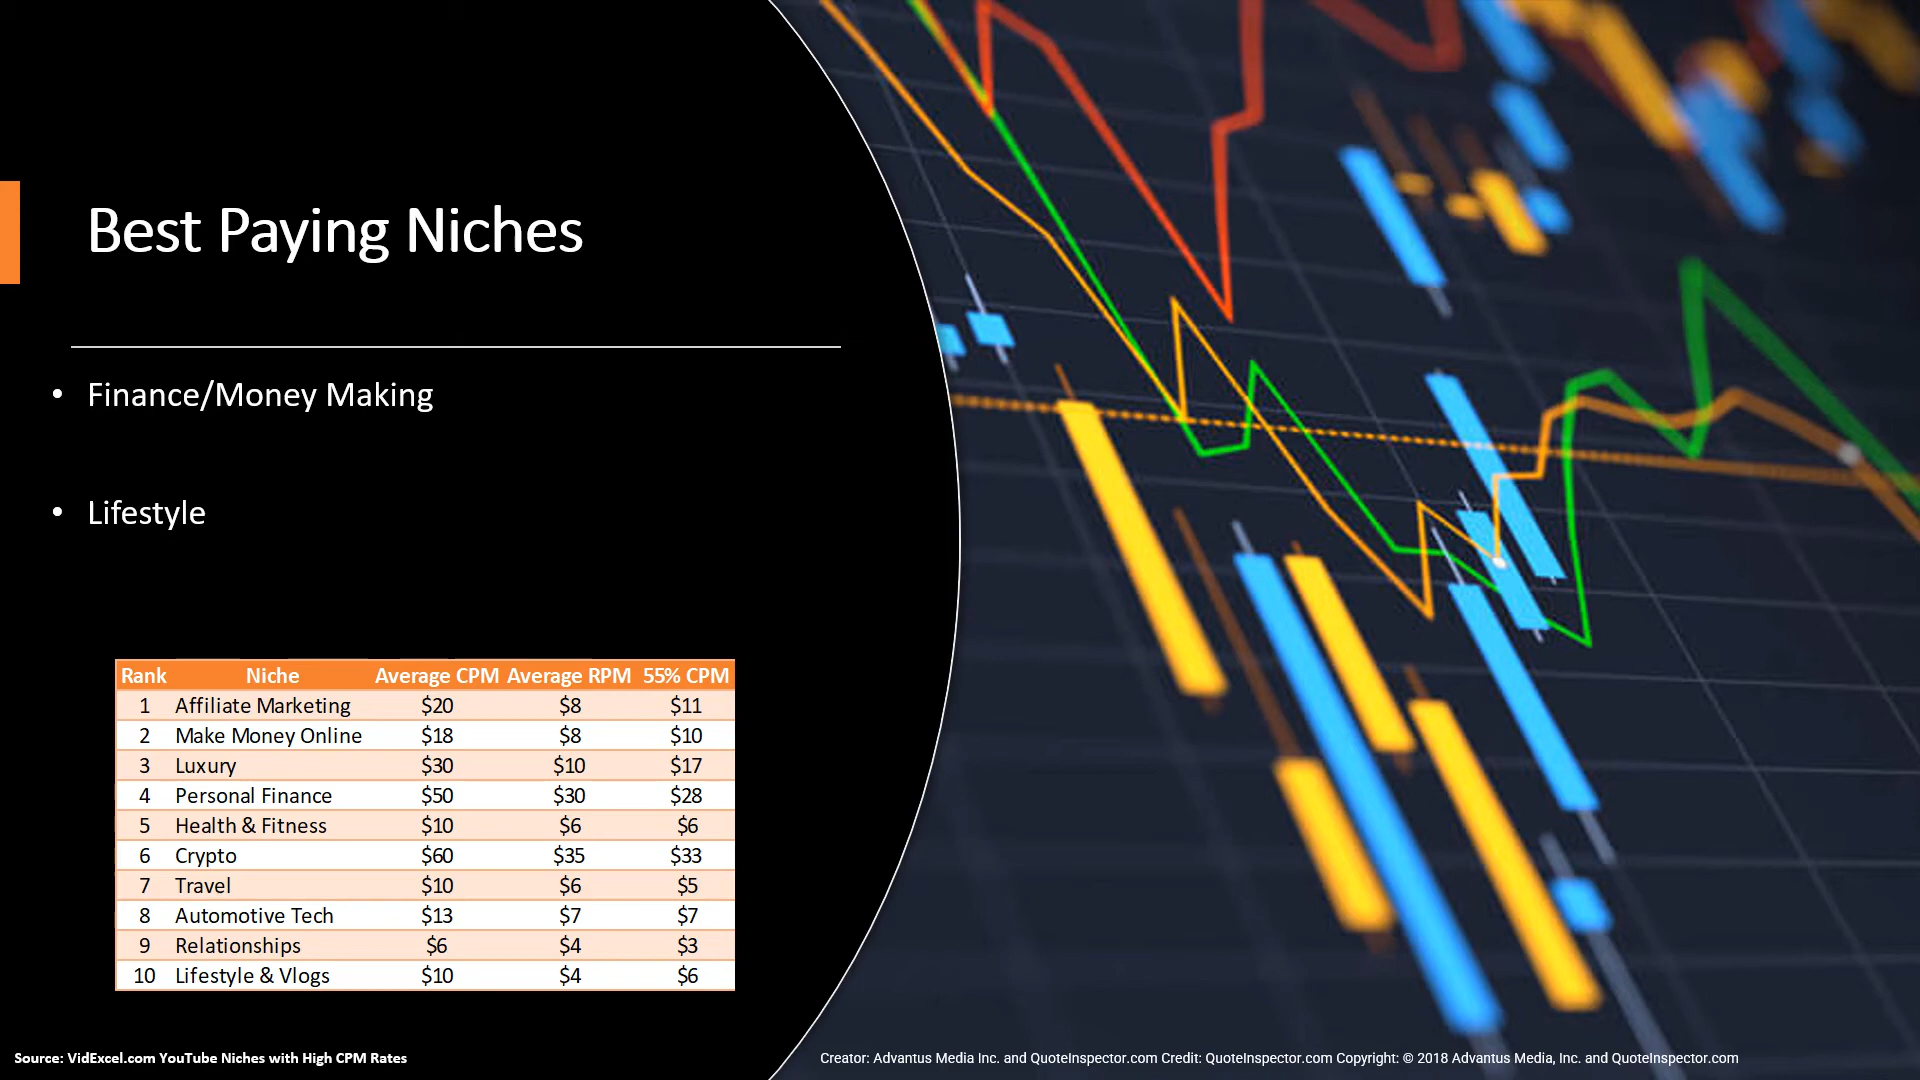 Best Paying Niches
• Finance/Money Making
• Lifestyle
Rank Niche Average CPM Average RPM 55% CPM
1 Affiliate Marketing $20 $8 $11
2 Make Money Online $18 $8 $10
3 Luxury $30 $10 $17
4 Personal Finance $50 $30 $28
5 Health & Fitness $10 $6 $6
6 Crypto $60 $35 $33
7 Travel $10 $6 $5
8 Automotive Tech $13 $7 $7
9 Relationships $6 $4 $3
10 Lifestyle & Vlogs $10 $4 $6
Source: VidExcel.com YouTube Niches with High CPM Rates
Creator: Advantus Media Inc. and QuoteInspector.com Credit: QuoteInspector.com Copyright: © 2018 Advantus Media, Inc. and QuoteInspector.com